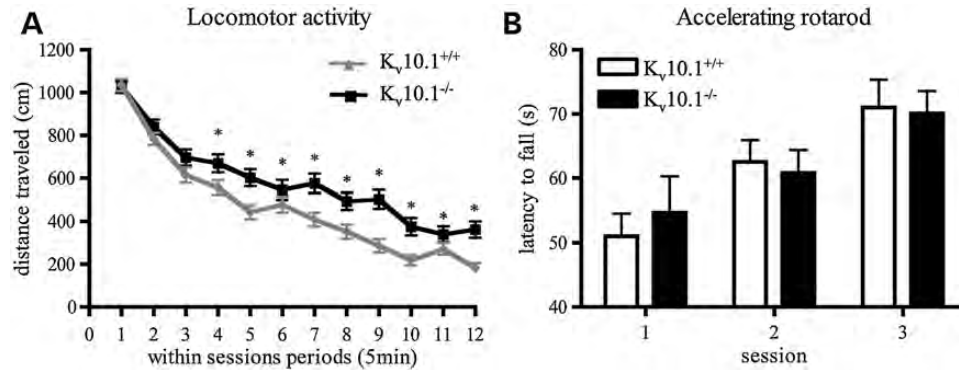 A
Locomotor activity
distance traveled (cm)
1200
1000
800
600
400
200
0
Kv10.1+/+
Kv10.1-/-
* * * * * * * * *
0 1 2 3 4 5 6 7 8 9 10 11 12
within sessions periods (5min)
B
Accelerating rotarod
latency to fall (s)
80
70
60
50
40
Kv10.1+/+
Kv10.1-/-
1 2 3
session